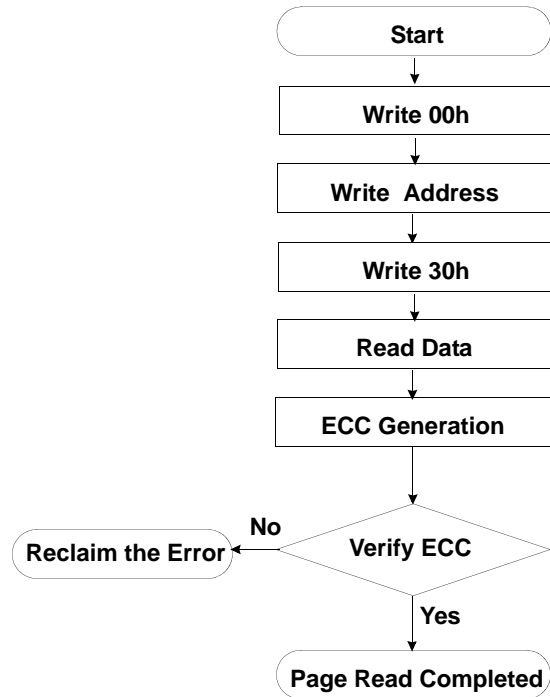 Start
Write 00h
Write Address
Write 30h
Read Data
ECC Generation
Verify ECC
No
Reclaim the Error
Yes
Page Read Completed